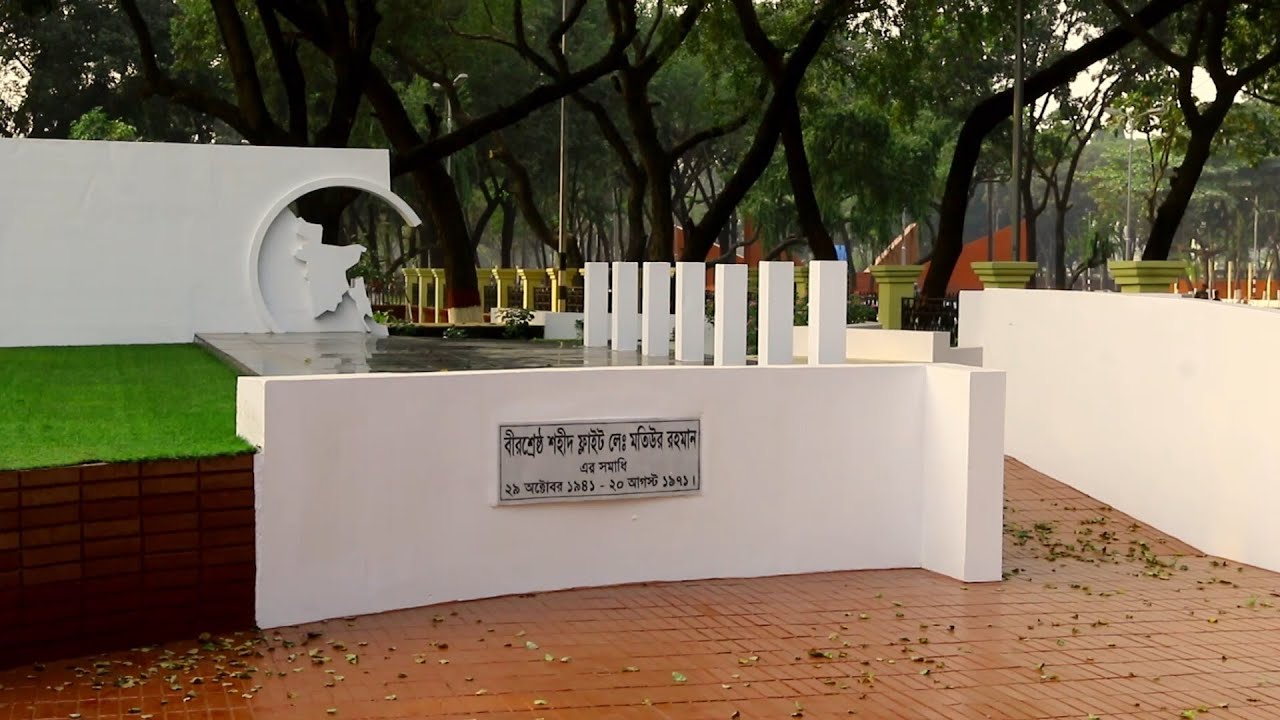 বীরশ্রেষ্ঠ শহীদ ফ্লাইট লেঃ মতিউর রহমান
এর সমাধি
২৯ অক্টোবর ১৯৪১ - ২০ আগস্ট ১৯৭১।